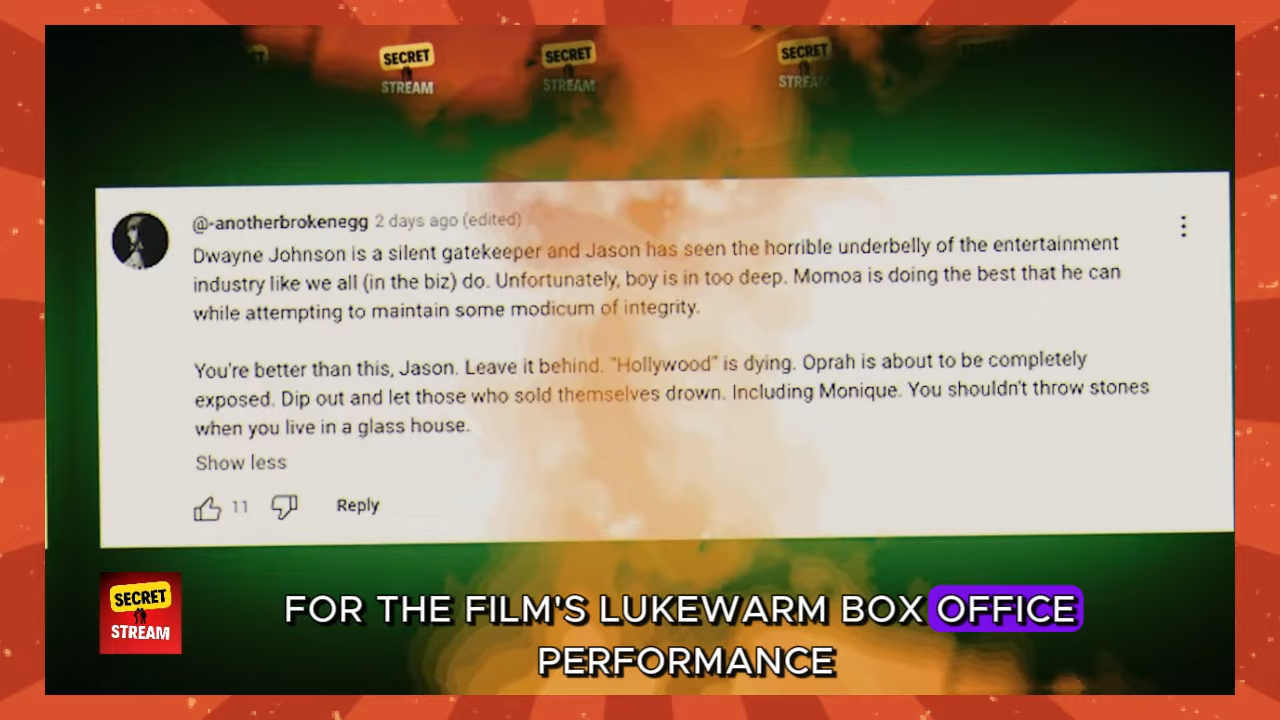 SECRET
STREAM
SECRET
STREAM
SECRET
STREAM
@-anotherbrokenegg 2 days ago (edited)
Dwayne Johnson is a silent gatekeeper and Jason has seen the horrible underbelly of the entertainment
industry like we all (in the biz) do. Unfortunately, boy is in too deep. Momoa is doing the best that he can
while attempting to maintain some modicum of integrity.
You're better than this, Jason. Leave it behind. "Hollywood" is dying. Oprah is about to be completely
exposed. Dip out and let those who sold themselves drown. Including Monique. You shouldn't throw stones
when you live in a glass house.
Show less
11 Reply
SECRET
STREAM
FOR THE FILM'S LUKEWARM BOX OFFICE
PERFORMANCE